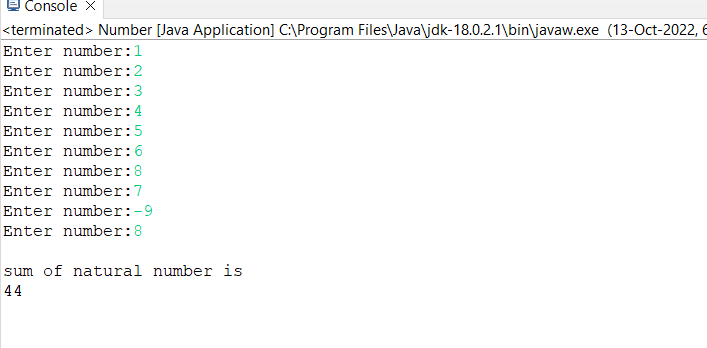 Console
<terminated> Number [Java Application] C:\Program Files\Java\jdk-18.0.2.1\bin\javaw.exe (13-Oct-2022, 6
Enter number:1
Enter number:2
Enter number:3
Enter number:4
Enter number:5
Enter number:6
Enter number:8
Enter number:7
Enter number:-9
Enter number:8
sum of natural number is
44